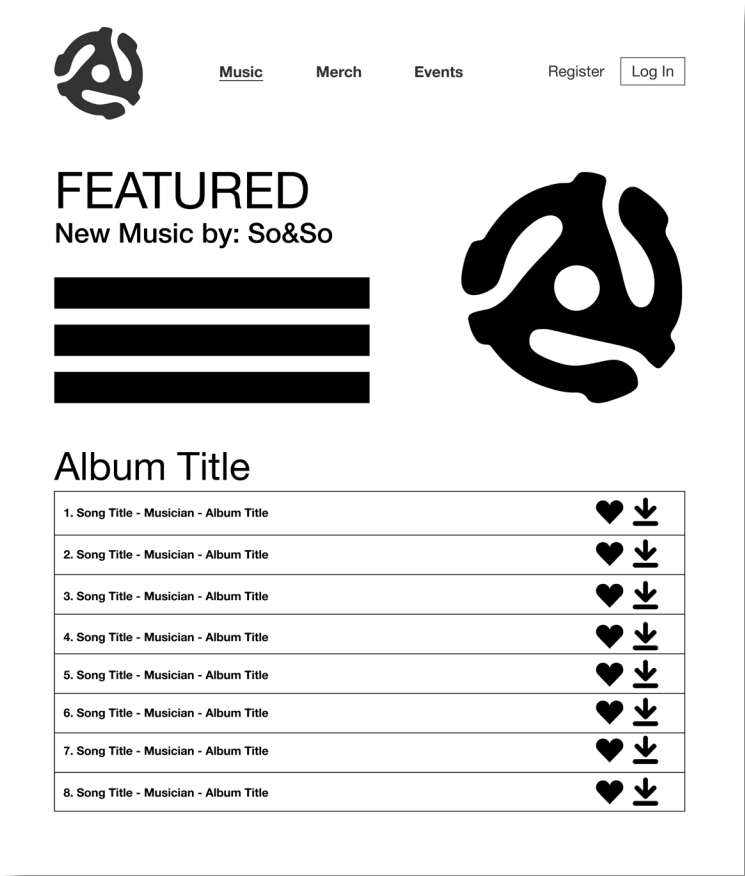 Music Merch Events Register Log In
FEATURED
New Music by: So&So
Album Title
1. Song Title - Musician - Album Title
2. Song Title - Musician - Album Title
3. Song Title - Musician - Album Title
4. Song Title - Musician - Album Title
5. Song Title - Musician - Album Title
6. Song Title - Musician - Album Title
7. Song Title - Musician - Album Title
8. Song Title - Musician - Album Title